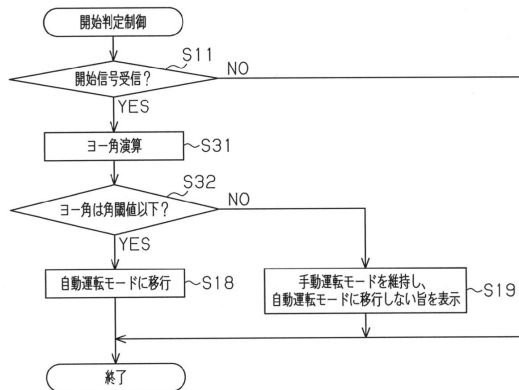 開始判定制御
S11
開始信号受信?
NO
YES
ヨー角演算
S31
S32
ヨー角は角閾値以下?
NO
YES
自動運転モードに移行
S18
手動運転モードを維持し、
自動運転モードに移行しない旨を表示
S19
終了